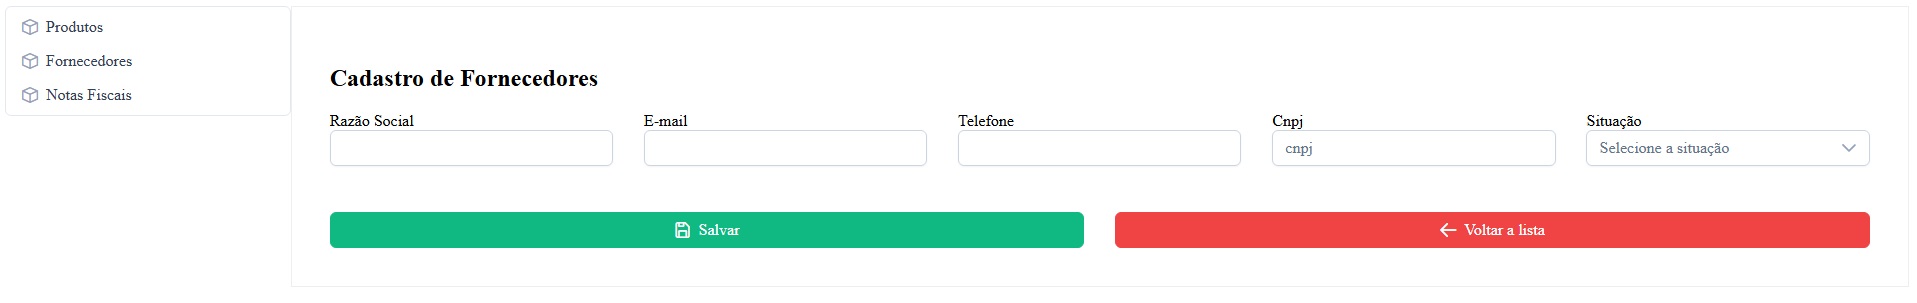 Produtos
Fornecedores
Notas Fiscais
Cadastro de Fornecedores
Razão Social
E-mail
Telefone
Cnpj
cnpj
Situação
Selecione a situação
Salvar
Voltar a lista